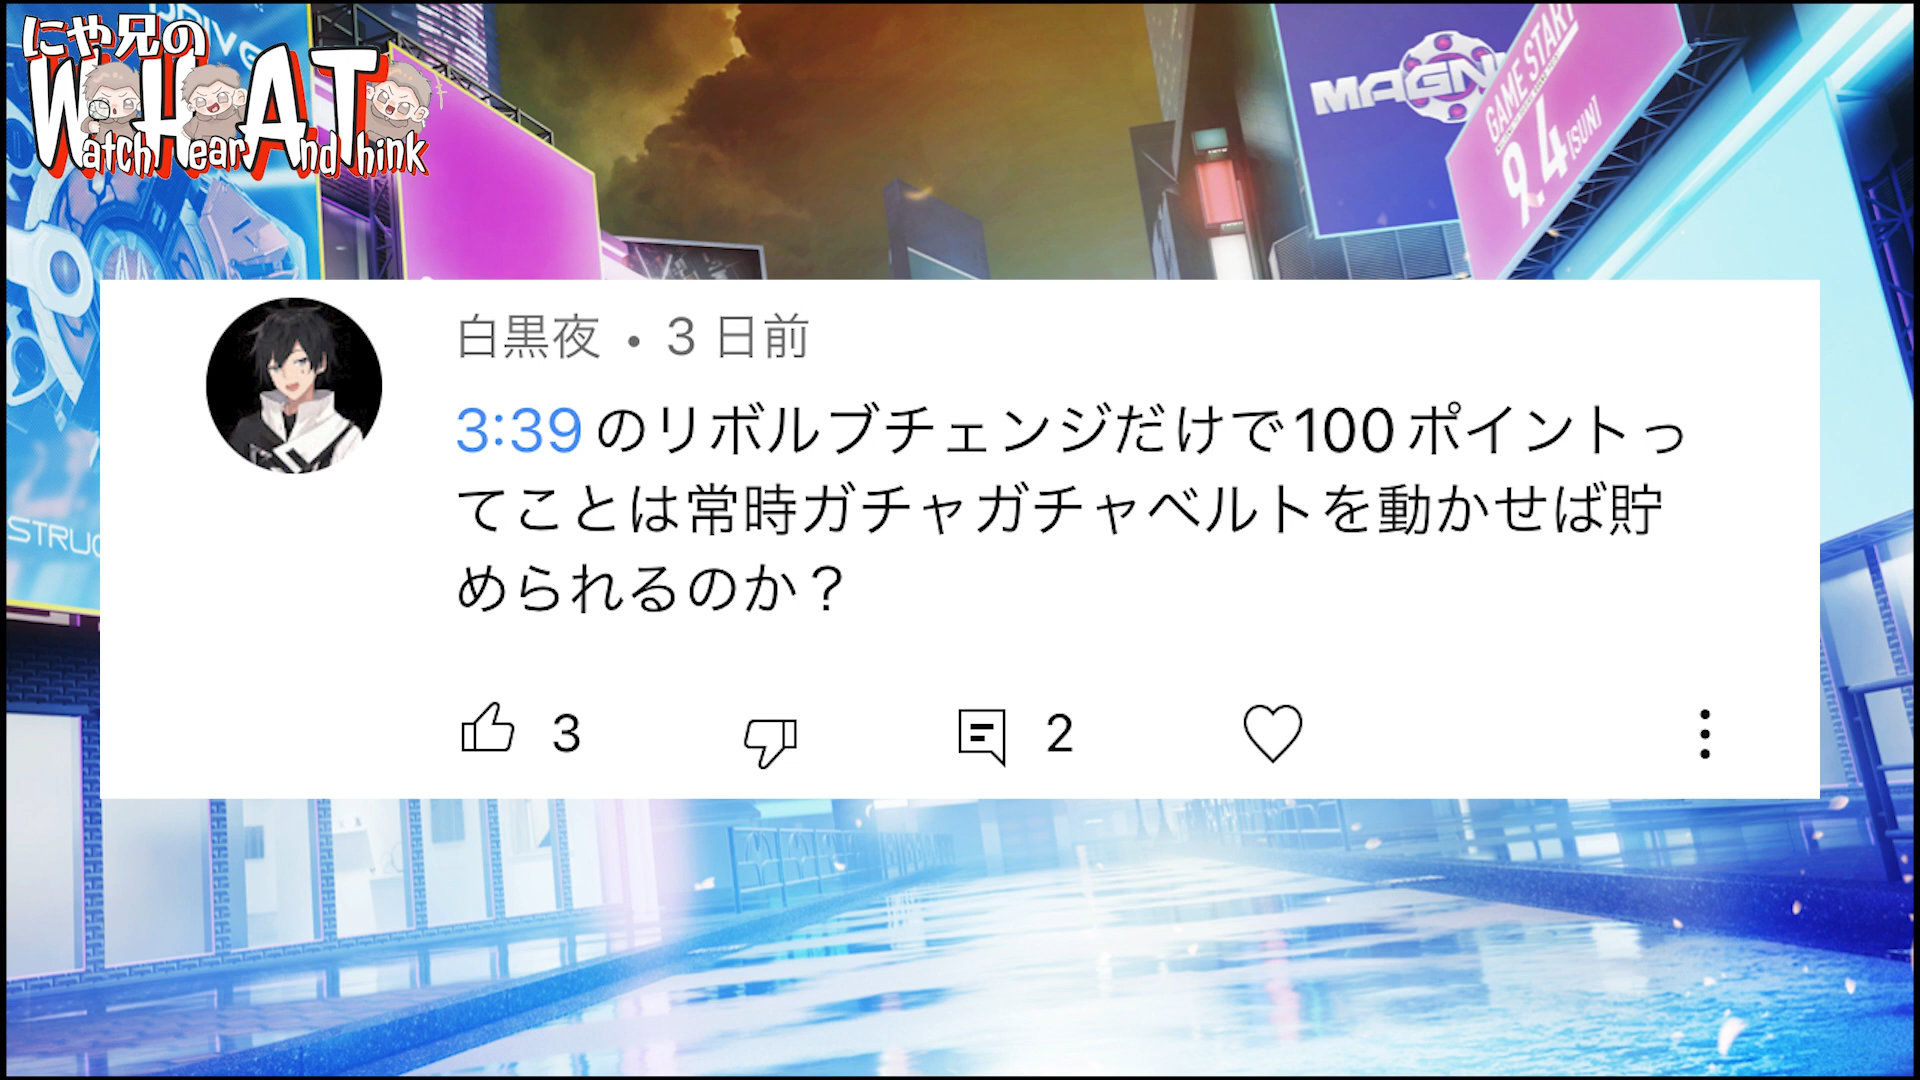 にや兄の
WHAT
Watch Hear And Think
DRIVE
MAGN
GAME START
9.4 [SUN]
STRUC
白黒夜 • 3 日前
3:39 のリボルブチェンジだけで100 ポイントっ
てことは常時ガチャガチャベルトを動かせば貯
められるのか？
3
2